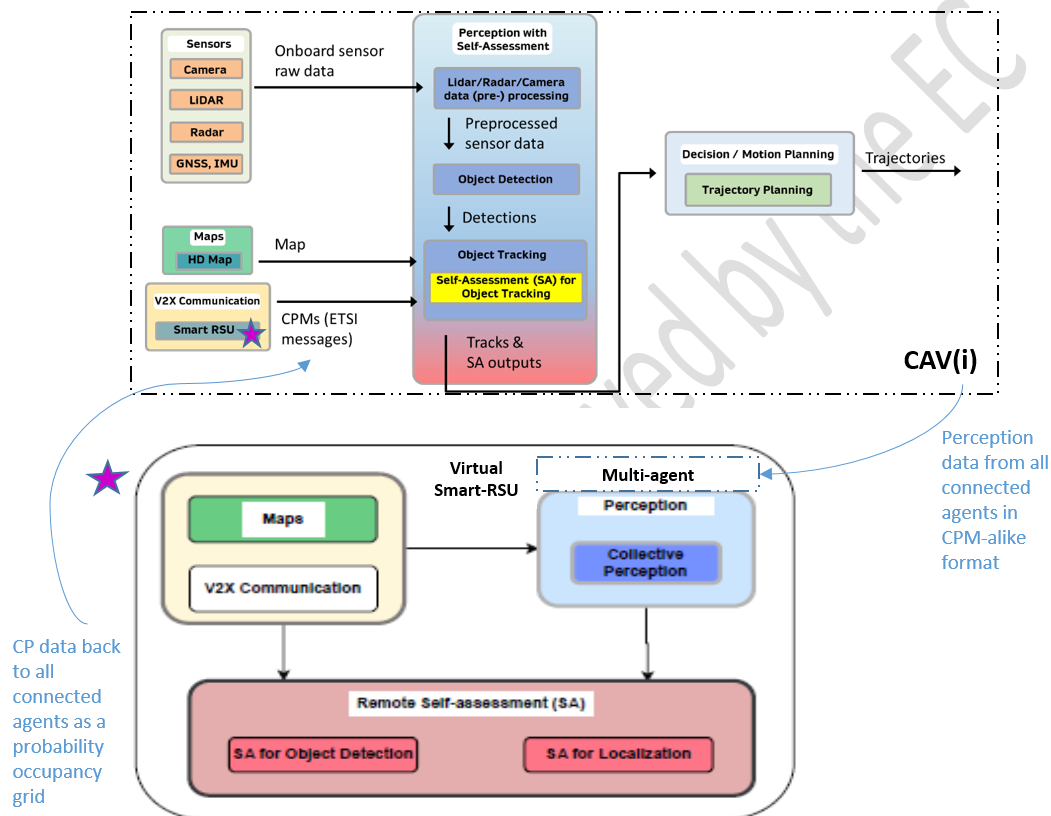 Sensors
Camera
LIDAR
Radar
GNSS, IMU
Onboard sensor
raw data
Perception with
Self-Assessment
Lidar/Radar/Camera
data (pre-) processing
Preprocessed
sensor data
Object Detection
Detections
Maps
HD Map
Map
Object Tracking
Self-Assessment (SA) for
Object Tracking
V2X Communication
Smart RSU
CPMs (ETSI
messages)
Tracks &
SA outputs
Decision / Motion Planning
Trajectory Planning
Trajectories
CAV(i)
by the EC
Perception
data from all
connected
agents in
CPM-alike
format
Virtual
Smart-RSU
Multi-agent
Perception
Collective
Perception
Maps
V2X Communication
Remote Self-assessment (SA)
SA for Object Detection
SA for Localization
CP data back
to all
connected
agents as a
probability
occupancy
grid